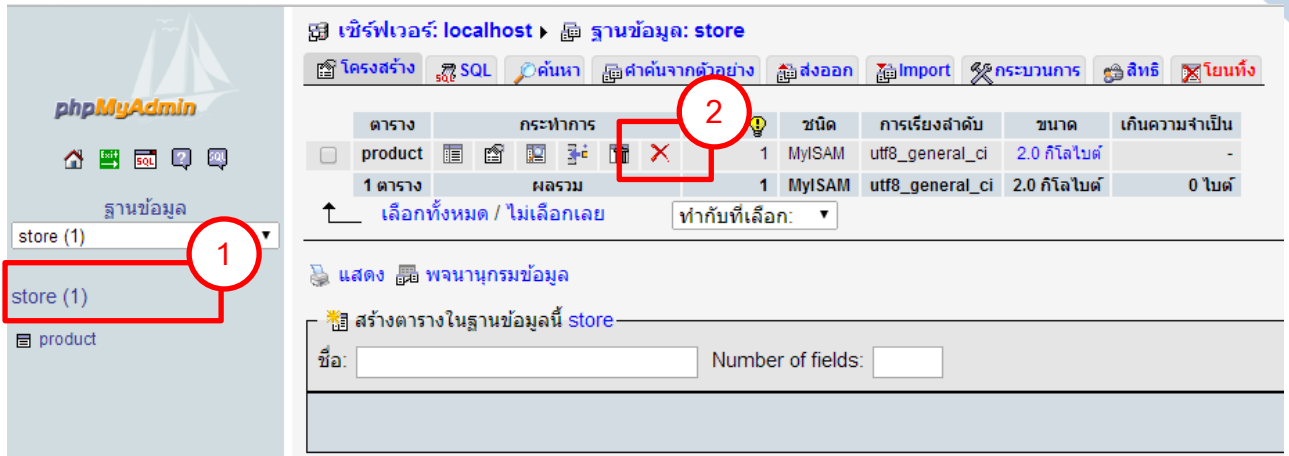 phpMyAdmin
ฐานข้อมูล
store (1)
1
store (1)
product
เซิร์ฟเวอร์: localhost ฐานข้อมูล: store
โครงสร้าง SQL ค้นหา คำค้นจากตัวอย่าง ส่งออก Import กระบวนการ สิทธิ โยนทิ้ง
2
ตาราง กระทำการ ชนิด การเรียงลำดับ ขนาด เกินความจำเป็น
product 1 MyISAM utf8_general_ci 2.0 กิโลไบต์ -
1 ตาราง ผลรวม 1 MyISAM utf8_general_ci 2.0 กิโลไบต์ 0 ไบต์
เลือกทั้งหมด / ไม่เลือกเลย ทำกับที่เลือก:
แสดง พจนานุกรมข้อมูล
สร้างตารางในฐานข้อมูลนี้ store
ชื่อ: Number of fields: